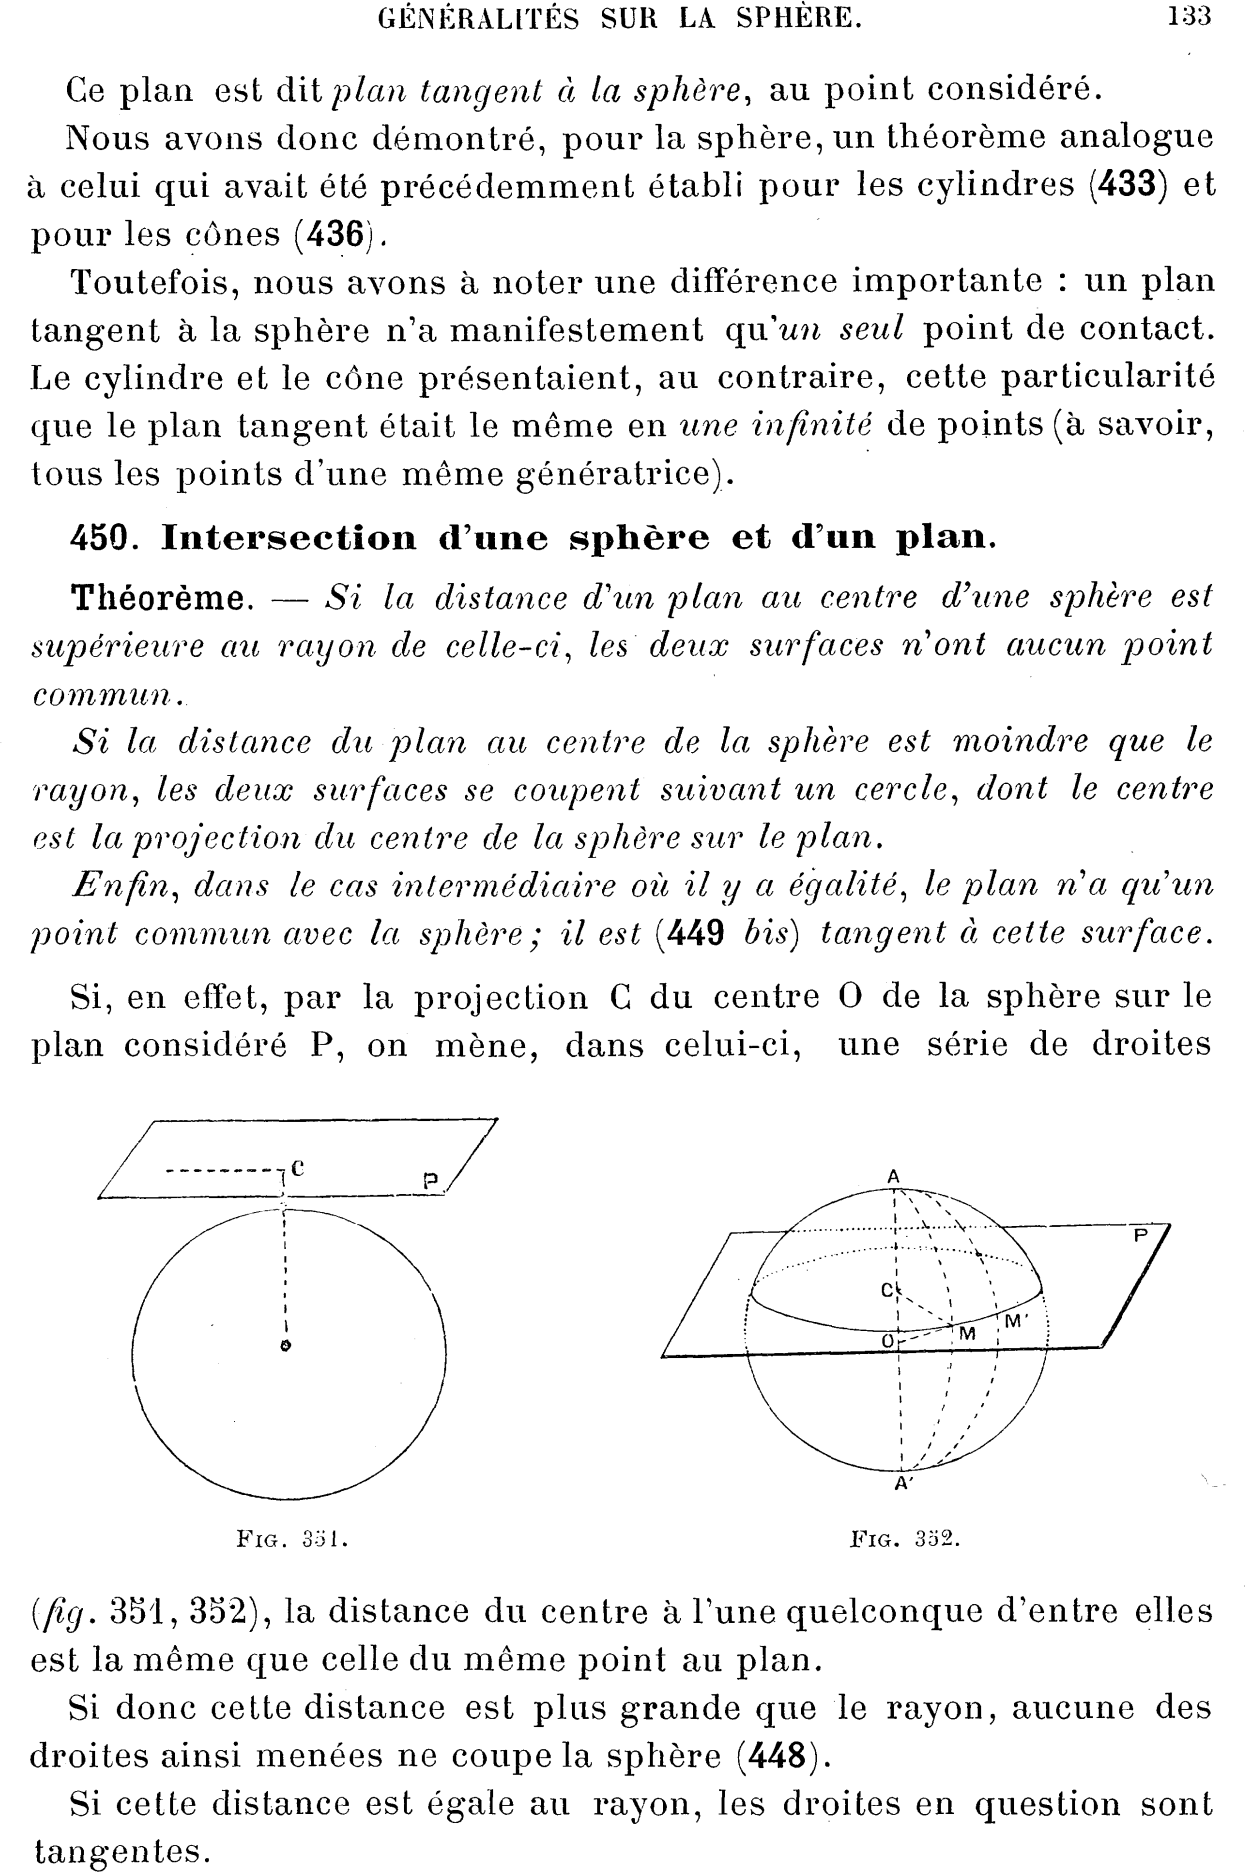 GÉNÉRALITÉS SUR LA SPHÈRE. 133
Ce plan est dit plan tangent à la sphère, au point considéré.
Nous avons donc démontré, pour la sphère, un théorème analogue
à celui qui avait été précédemment établi pour les cylindres (433) et
pour les cônes (436).
Toutefois, nous avons à noter une différence importante : un plan
tangent à la sphère n'a manifestement qu'un seul point de contact.
Le cylindre et le cône présentaient, au contraire, cette particularité
que le plan tangent était le même en une infinité de points (à savoir,
tous les points d'une même génératrice).
450. Intersection d'une sphère et d'un plan.
Théorème. — Si la distance d'un plan au centre d'une sphère est
supérieure au rayon de celle-ci, les deux surfaces n'ont aucun point
commun.
Si la distance du plan au centre de la sphère est moindre que le
rayon, les deux surfaces se coupent suivant un cercle, dont le centre
est la projection du centre de la sphère sur le plan.
Enfin, dans le cas intermédiaire où il y a égalité, le plan n'a qu'un
point commun avec la sphère; il est (449 bis) tangent à cette surface.
Si, en effet, par la projection C du centre O de la sphère sur le
plan considéré P, on mène, dans celui-ci, une série de droites
C
P
A
P
C
M'
M
O
A'
FIG. 351.
FIG. 352.
(fig. 351, 352), la distance du centre à l'une quelconque d'entre elles
est la même que celle du même point au plan.
Si donc cette distance est plus grande que le rayon, aucune des
droites ainsi menées ne coupe la sphère (448).
Si cette distance est égale au rayon, les droites en question sont
tangentes.